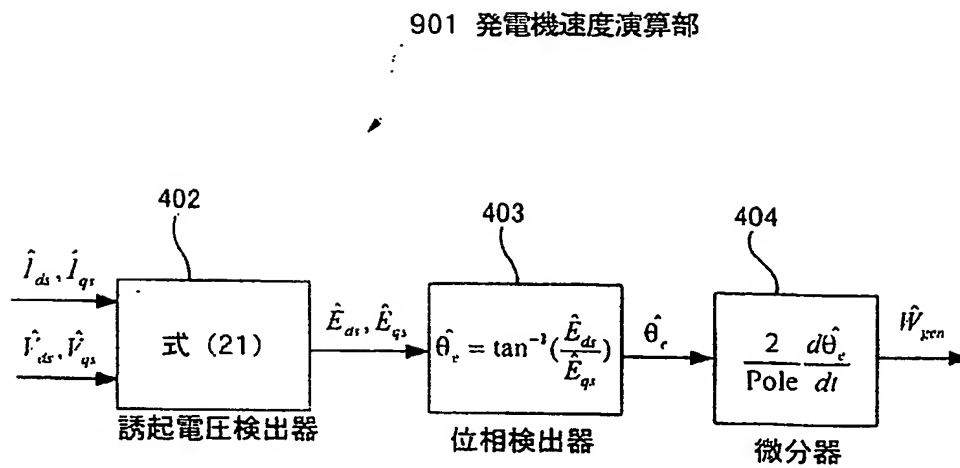 901 発電機速度演算部
402
403
404
Î_ds, Î_qs
V̂_ds, V̂_qs
式 (21)
Ê_ds, Ê_qs
θ̂_e = tan⁻¹(Ê_ds/Ê_qs)
θ̂_e
2/Pole dθ̂_e/dt
Ŵ_gen
誘起電圧検出器
位相検出器
微分器